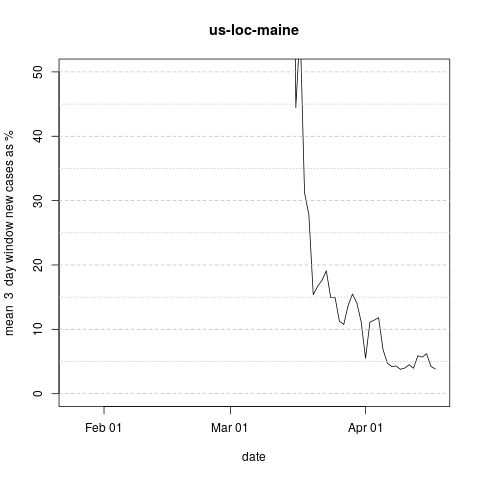 us-loc-maine
mean 3 day window new cases as %
50
40
30
20
10
0
Feb 01
Mar 01
Apr 01
date